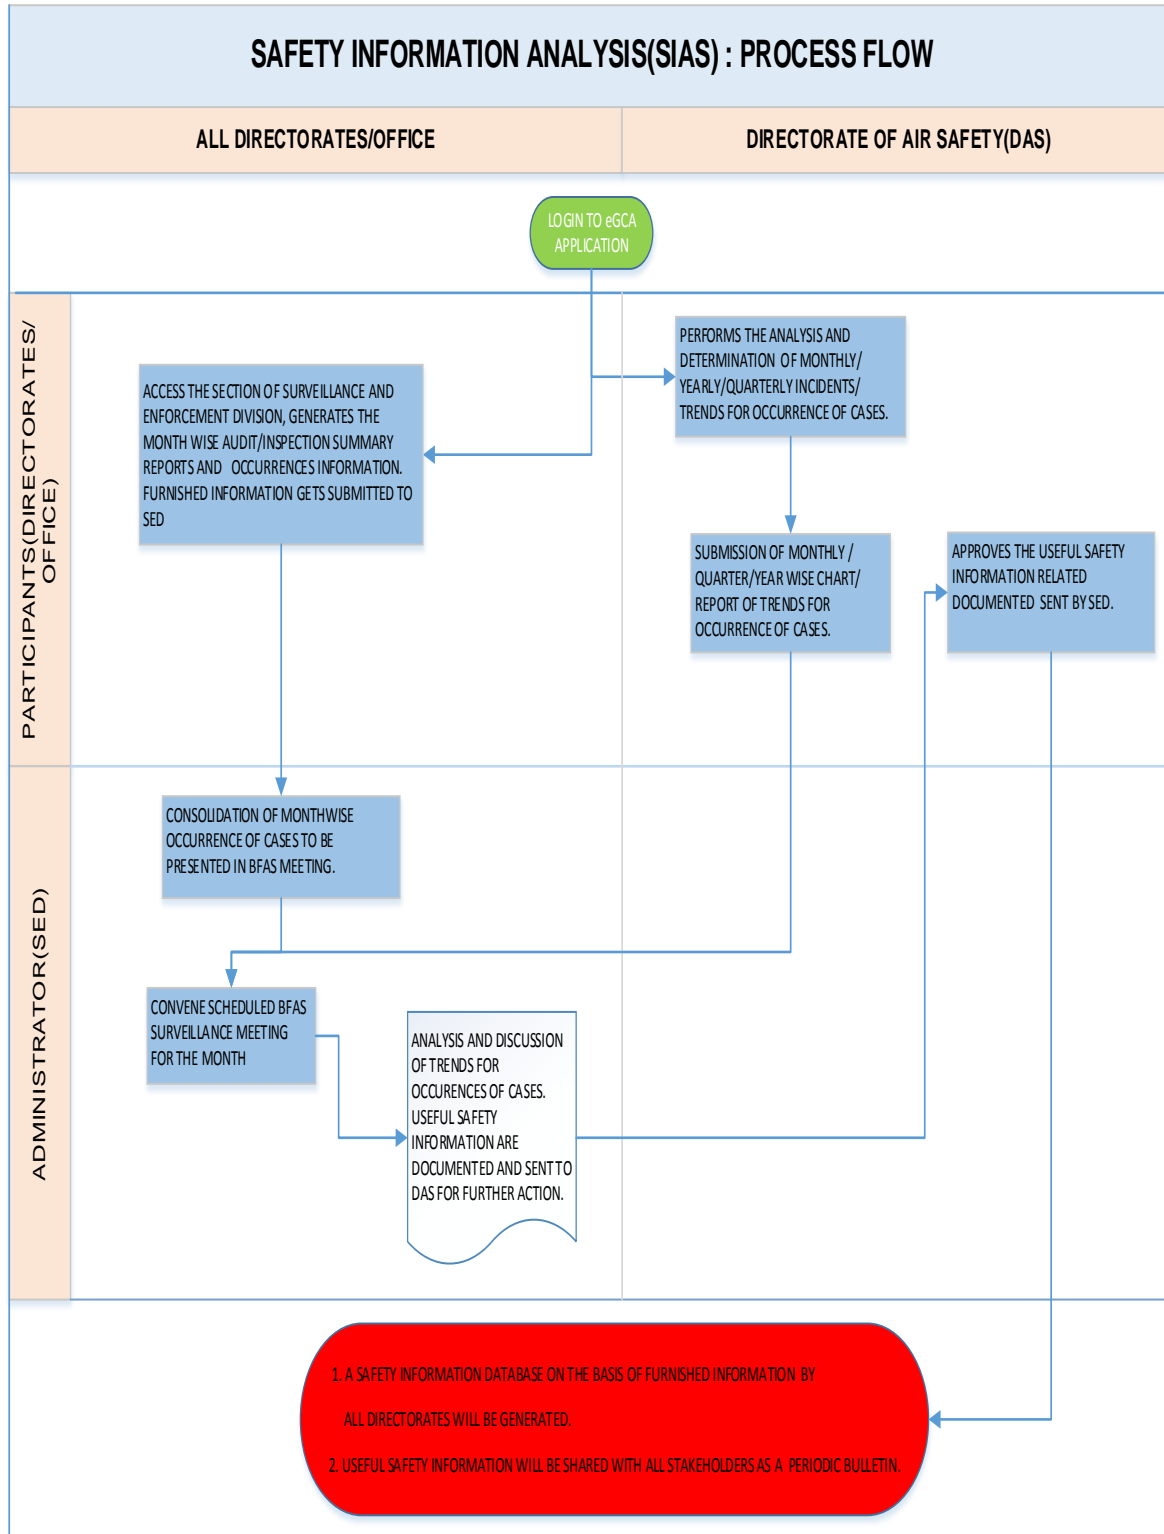 SAFETY INFORMATION ANALYSIS(SIAS) : PROCESS FLOW
ALL DIRECTORATES/OFFICE
DIRECTORATE OF AIR SAFETY(DAS)
LOGIN TO eGCA
APPLICATION
PARTICIPANTS(DIRECTORATES/
OFFICE)
ACCESS THE SECTION OF SURVEILLANCE AND
ENFORCEMENT DIVISION, GENERATES THE
MONTH WISE AUDIT/INSPECTION SUMMARY
REPORTS AND OCCURRENCES INFORMATION.
FURNISHED INFORMATION GETS SUBMITTED TO
SED
PERFORMS THE ANALYSIS AND
DETERMINATION OF MONTHLY/
YEARLY/QUARTERLY INCIDENTS/
TRENDS FOR OCCURRENCE OF CASES.
SUBMISSION OF MONTHLY /
QUARTER/YEAR WISE CHART/
REPORT OF TRENDS FOR
OCCURRENCE OF CASES.
APPROVES THE USEFUL SAFETY
INFORMATION RELATED
DOCUMENTED SENT BY SED.
ADMINISTRATOR(SED)
CONSOLIDATION OF MONTHWISE
OCCURRENCE OF CASES TO BE
PRESENTED IN BFAS MEETING.
CONVENE SCHEDULED BFAS
SURVEILLANCE MEETING
FOR THE MONTH
ANALYSIS AND DISCUSSION
OF TRENDS FOR
OCCURENCES OF CASES.
USEFUL SAFETY
INFORMATION ARE
DOCUMENTED AND SENT TO
DAS FOR FURTHER ACTION.
1. A SAFETY INFORMATION DATABASE ON THE BASIS OF FURNISHED INFORMATION BY
ALL DIRECTORATES WILL BE GENERATED.
2. USEFUL SAFETY INFORMATION WILL BE SHARED WITH ALL STAKEHOLDERS AS A PERIODIC BULLETIN.